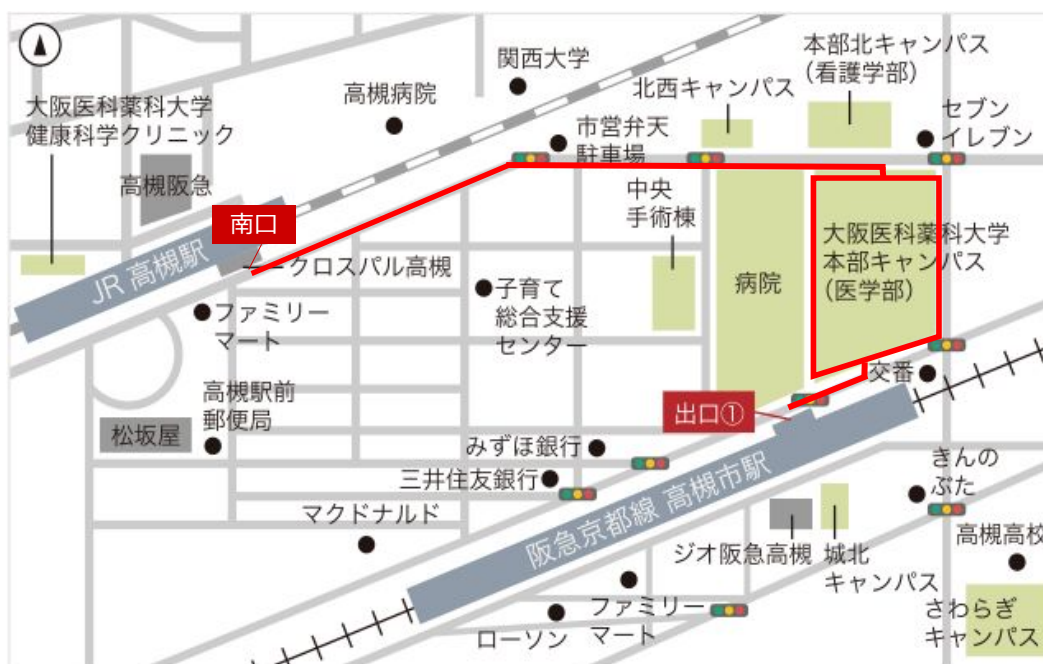 関西大学
本部北キャンパス
(看護学部)
高槻病院
北西キャンパス
大阪医科薬科大学
健康科学クリニック
セブン
イレブン
市営弁天
駐車場
高槻阪急
中央
手術棟
南口
JR 高槻駅
クロスパル高槻
大阪医科薬科大学
本部キャンパス
(医学部)
病院
子育て
総合支援
センター
ファミリー
マート
交番
高槻駅前
郵便局
出口①
松坂屋
みずほ銀行
三井住友銀行
きんの
ぶた
マクドナルド
阪急京都線 高槻市駅
高槻高校
ジオ阪急高槻
城北
キャンパス
ファミリー
マート
ローソン
さわらぎ
キャンパス